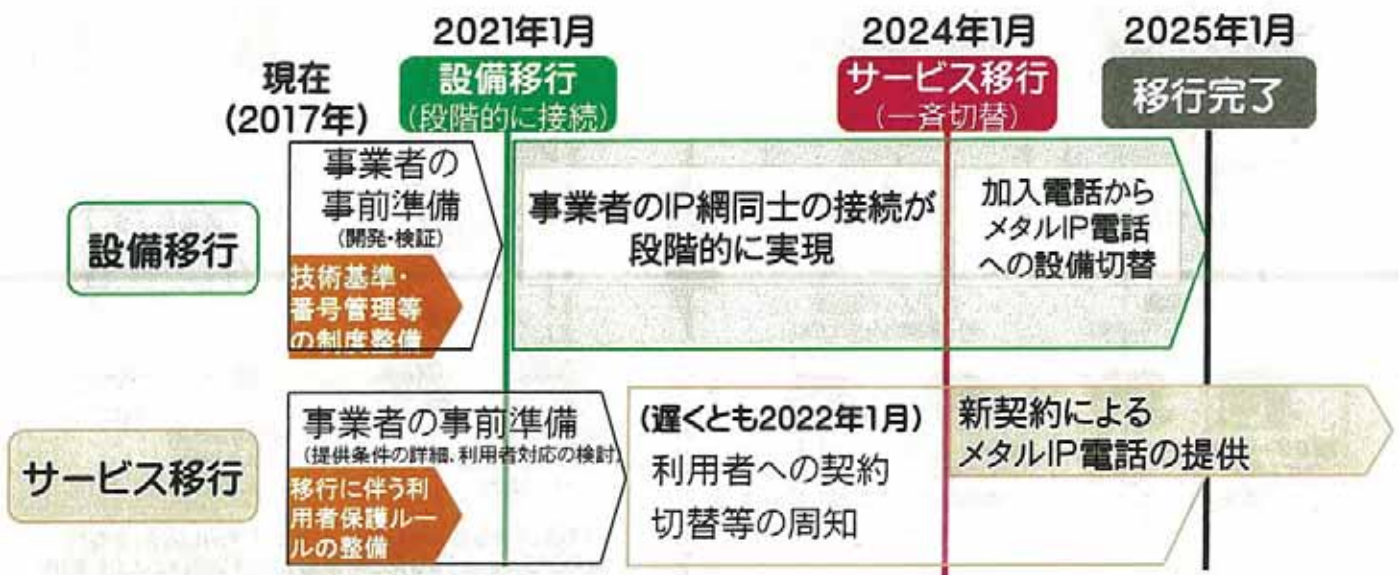 2021年1月
2024年1月
2025年1月
現在
(2017年)
設備移行
(段階的に接続)
サービス移行
(一斉切替)
移行完了
設備移行
事業者の
事前準備
(開発・検証)
技術基準・
番号管理等
の制度整備
事業者のIP網同士の接続が
段階的に実現
加入電話から
メタルIP電話
への設備切替
サービス移行
事業者の事前準備
(提供条件の詳細、利用者対応の検討)
移行に伴う利
用者保護ルー
ルの整備
(遅くとも2022年1月)
利用者への契約
切替等の周知
新契約による
メタルIP電話の提供